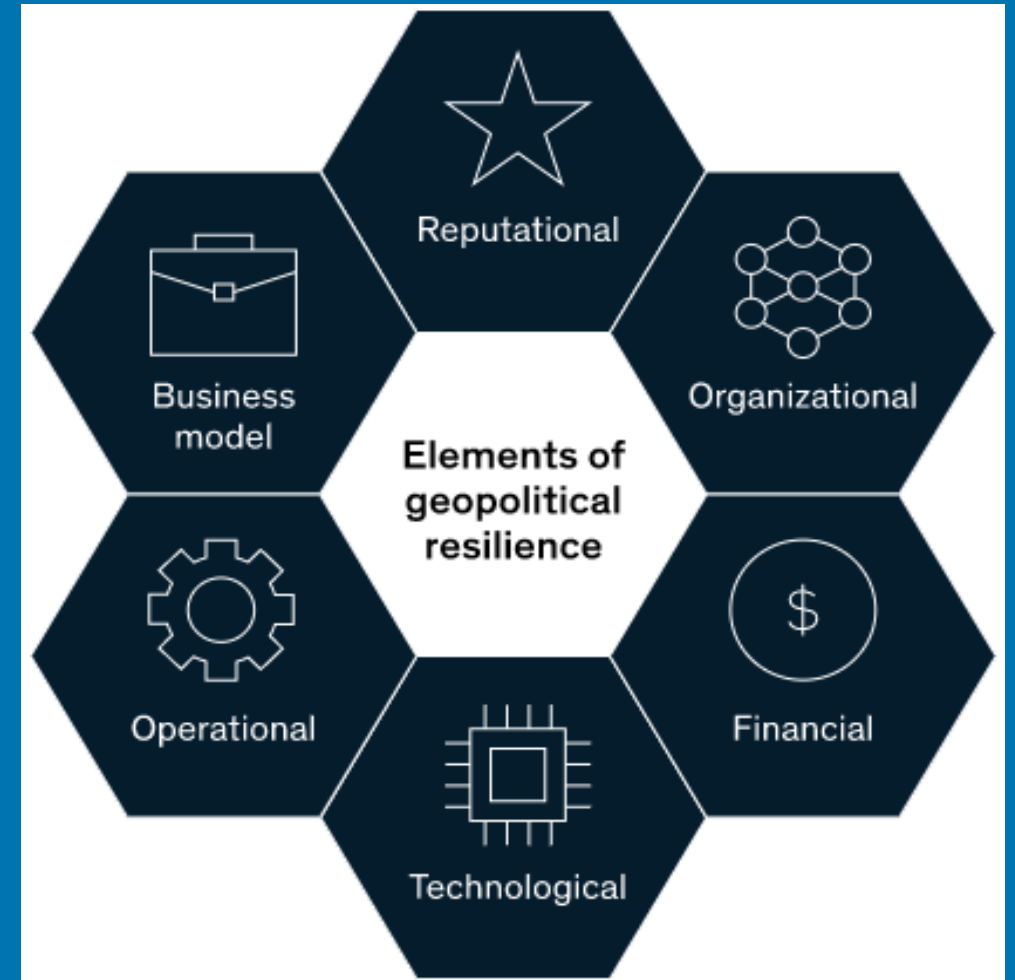 Reputational
Organizational
Business
model
Elements of
geopolitical
resilience
$
Operational
Financial
Technological